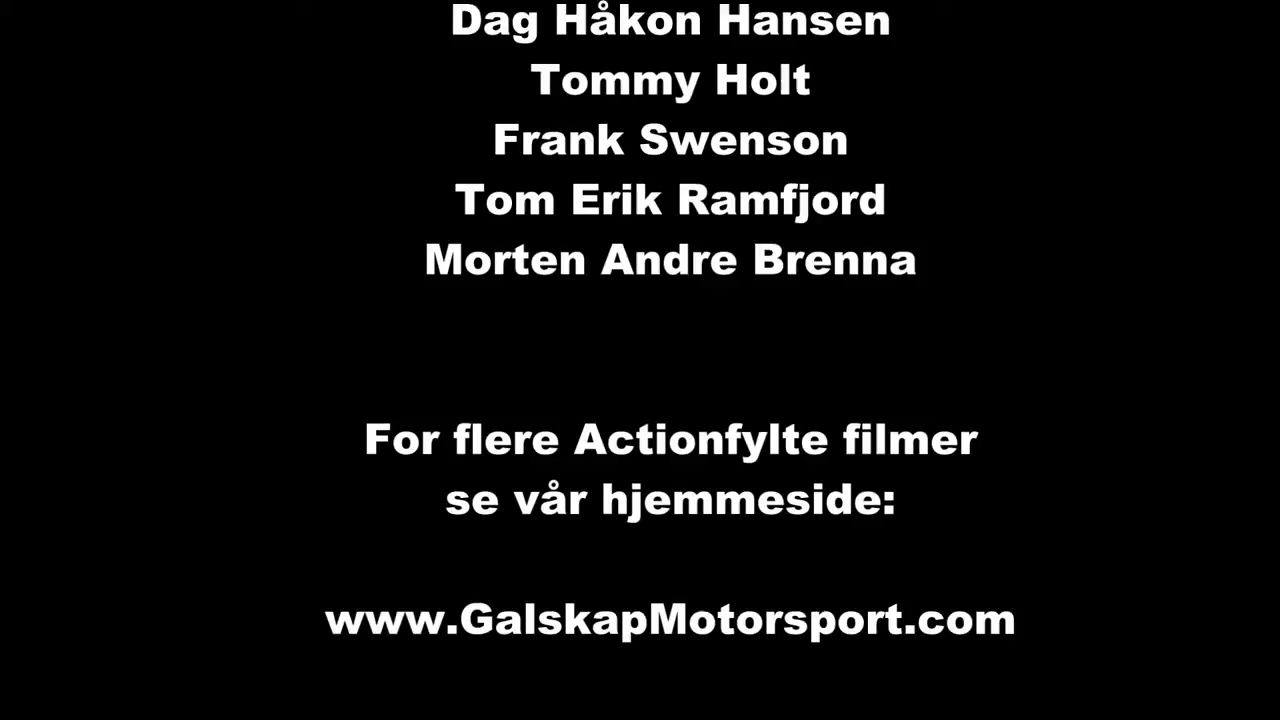 Dag Håkon Hansen
Tommy Holt
Frank Swenson
Tom Erik Ramfjord
Morten Andre Brenna
For flere Actionfylte filmer
se vår hjemmeside:
www.GalskapMotorsport.com